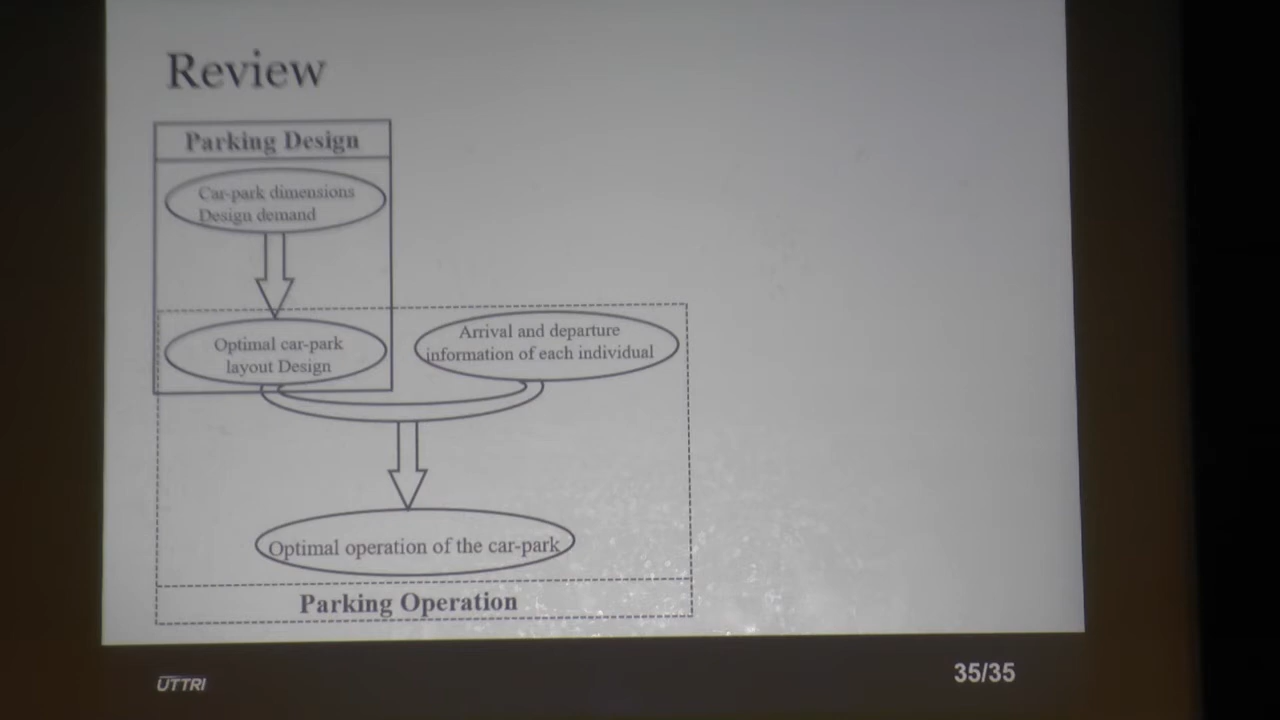 Review
Parking Design
Car-park dimensions
Design demand
Optimal car-park
layout Design
Arrival and departure
information of each individual
Optimal operation of the car-park
Parking Operation
UTTRI
35/35